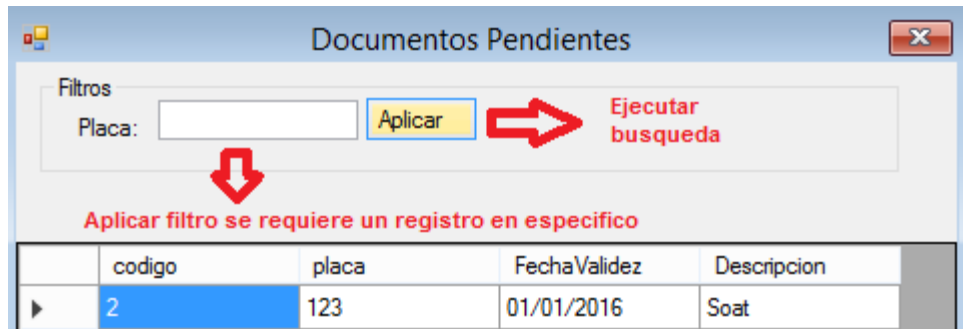 Documentos Pendientes
Filtros
Placa:
Aplicar
Ejecutar
busqueda
Aplicar filtro se requiere un registro en especifico
codigo placa FechaValidez Descripcion
2 123 01/01/2016 Soat